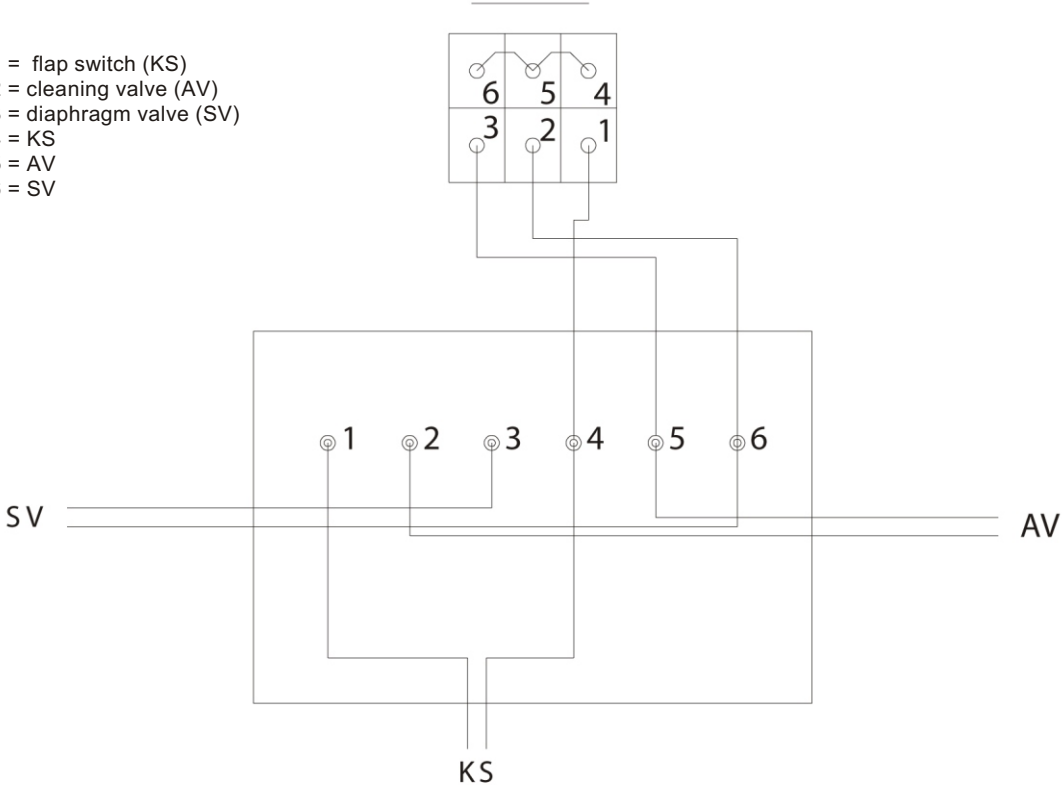 = flap switch (KS)
= cleaning valve (AV)
= diaphragm valve (SV)
= KS
= AV
= SV
6 5 4
3 2 1
1 2 3 4 5 6
SV
AV
KS